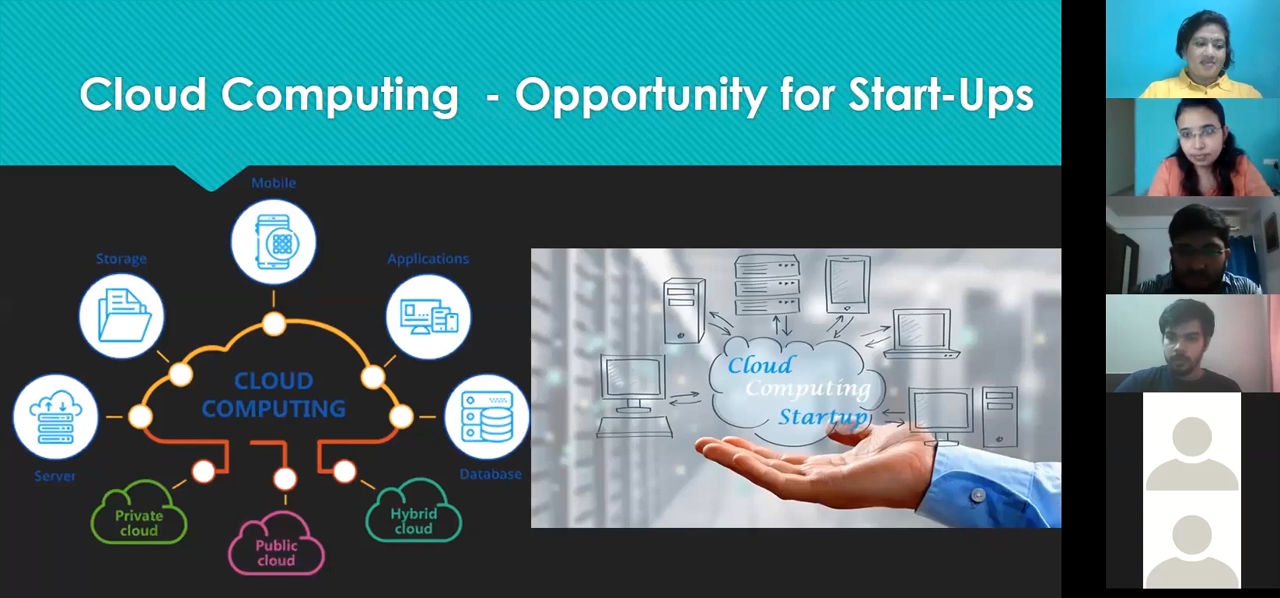 Cloud Computing - Opportunity for Start-Ups
Mobile
Storage
Applications
CLOUD
COMPUTING
Server
Database
Private
cloud
Public
cloud
Hybrid
cloud
Cloud
Computing
Startup